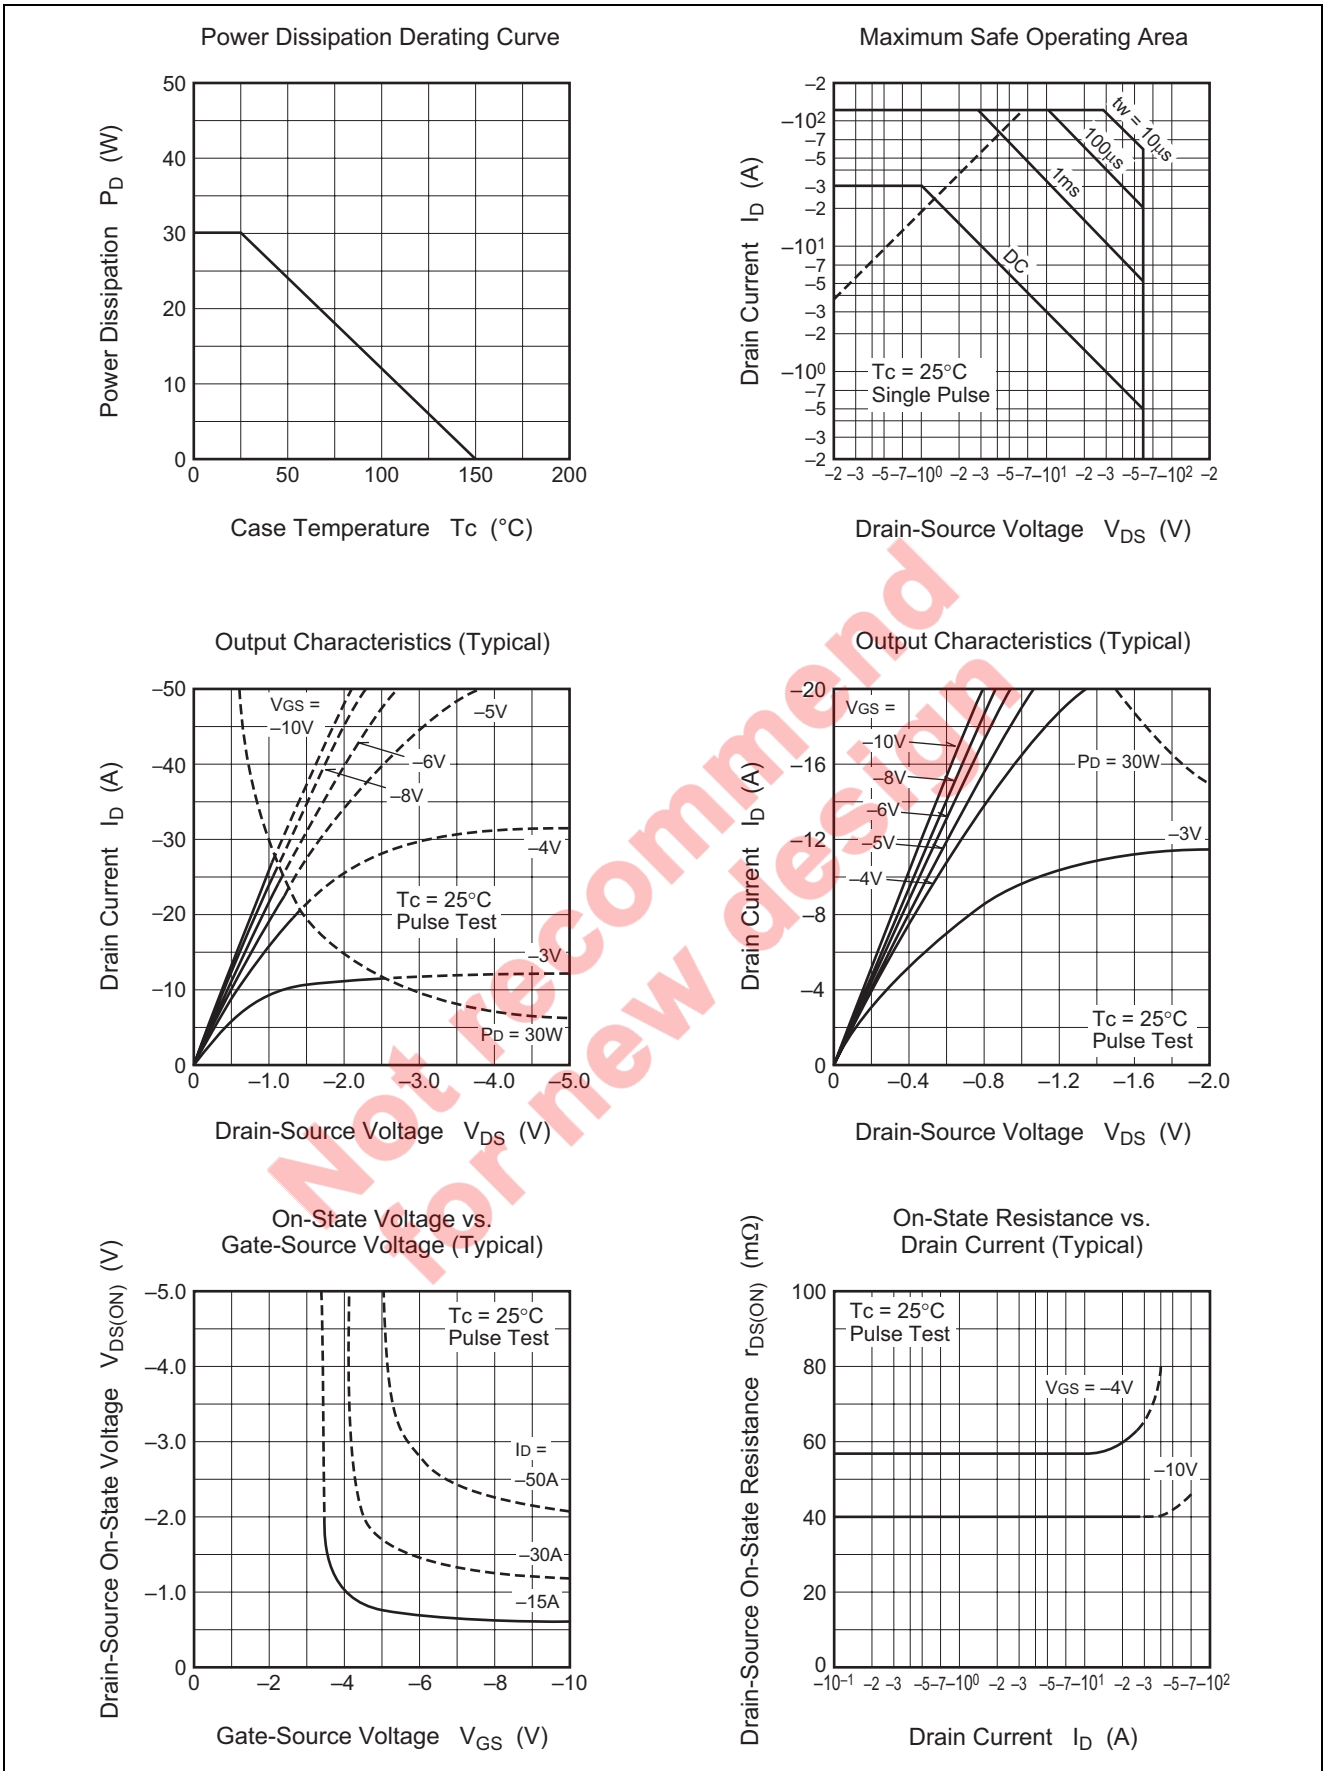 Power Dissipation Derating Curve
Power Dissipation PD (W)
50
40
30
20
10
0
0 50 100 150 200
Case Temperature Tc (°C)
Maximum Safe Operating Area
Drain Current ID (A)
–2
–10²
–7
–5
–3
–2
–10¹
–7
–5
–3
–2
–10⁰
–7
–5
–3
–2
tw = 10μs
100μs
1ms
DC
Tc = 25°C
Single Pulse
–2 –3 –5–7–10⁰ –2 –3 –5–7–10¹ –2 –3 –5–7–10² –2
Drain-Source Voltage VDS (V)
Output Characteristics (Typical)
Drain Current ID (A)
–50
–40
–30
–20
–10
0
VGS =
–10V
–5V
–6V
–8V
–4V
Tc = 25°C
Pulse Test
–3V
PD = 30W
0 –1.0 –2.0 –3.0 –4.0 –5.0
Drain-Source Voltage VDS (V)
Output Characteristics (Typical)
Drain Current ID (A)
–20
–16
–12
–8
–4
0
VGS =
–10V
–8V
–6V
–5V
–4V
PD = 30W
–3V
Tc = 25°C
Pulse Test
0 –0.4 –0.8 –1.2 –1.6 –2.0
Drain-Source Voltage VDS (V)
On-State Voltage vs.
Gate-Source Voltage (Typical)
Drain-Source On-State Voltage VDS(ON) (V)
–5.0
–4.0
–3.0
–2.0
–1.0
0
Tc = 25°C
Pulse Test
ID =
–50A
–30A
–15A
0 –2 –4 –6 –8 –10
Gate-Source Voltage VGS (V)
On-State Resistance vs.
Drain Current (Typical)
Drain-Source On-State Resistance rDS(ON) (mΩ)
100
80
60
40
20
0
Tc = 25°C
Pulse Test
VGS = –4V
–10V
–10⁻¹ –2 –3 –5–7–10⁰ –2 –3 –5–7–10¹ –2 –3 –5–7–10²
Drain Current ID (A)
Not recommend
for new design